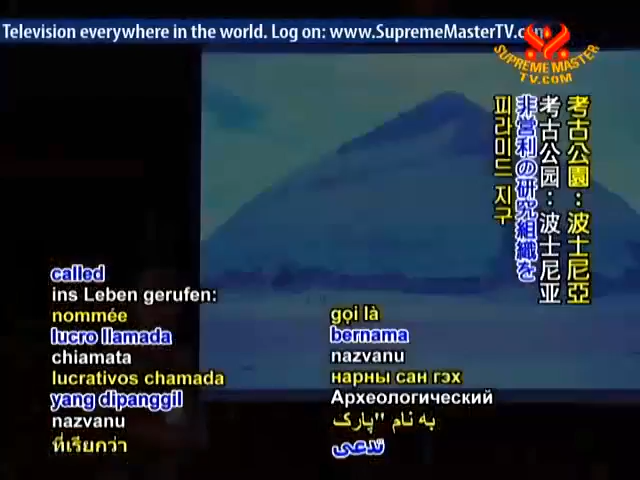 Television everywhere in the world. Log on: www.SupremeMasterTV.com
SUPREME MASTER
TV.COM
考古公園：波士尼亞
考古公园：波士尼亚
非営利の研究組織を
피라미드 지구
called
ins Leben gerufen:
nommée
lucro llamada
chiamata
lucrativos chamada
yang dipanggil
nazvanu
ที่เรียกว่า
gọi là
bernama
nazvanu
нарны сан гэх
Археологический
به نام "پارک
تدعى